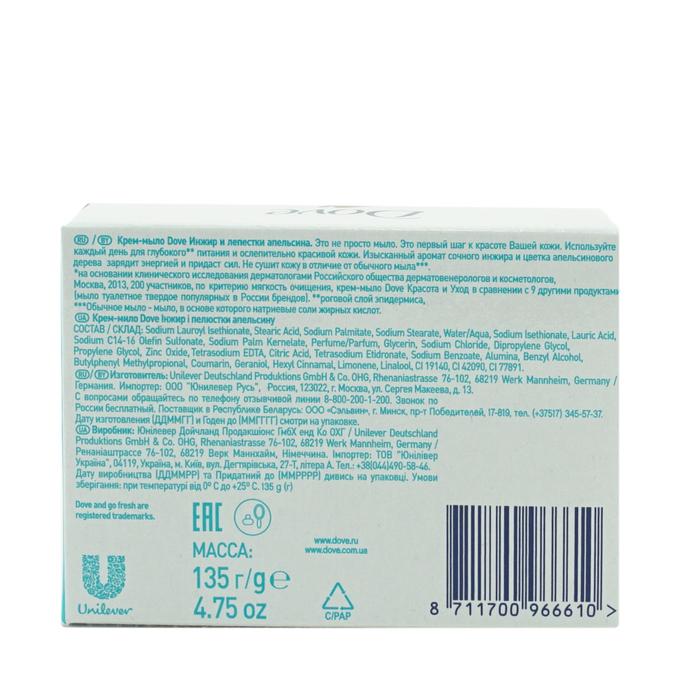 Dove
RU / BY Крем-мыло Dove Инжир и лепестки апельсина. Это не просто мыло. Это первый шаг к красоте Вашей кожи. Используйте
каждый день для глубокого** питания и ослепительно красивой кожи. Изысканный аромат сочного инжира и цветка апельсинового
дерева зарядит энергией и придаст сил. Не сушит кожу в отличие от обычного мыла***.
*на основании клинического исследования дерматологами Российского общества дерматовенерологов и косметологов,
Москва, 2013, 200 участников, по критерию мягкость очищения, крем-мыло Dove Красота и Уход в сравнении с 9 другими продуктами
(мыло туалетное твердое популярных в России брендов). **роговой слой эпидермиса,
***Обычное мыло - мыло, в основе которого натриевые соли жирных кислот.
UA Крем-мило Dove Інжир і пелюстки апельсину
СОСТАВ / СКЛАД: Sodium Lauroyl Isethionate, Stearic Acid, Sodium Palmitate, Sodium Stearate, Water/Aqua, Sodium Isethionate, Lauric Acid,
Sodium C14-16 Olefin Sulfonate, Sodium Palm Kernelate, Perfume/Parfum, Glycerin, Sodium Chloride, Dipropylene Glycol,
Propylene Glycol, Zinc Oxide, Tetrasodium EDTA, Citric Acid, Tetrasodium Etidronate, Sodium Benzoate, Alumina, Benzyl Alcohol,
Butylphenyl Methylpropional, Coumarin, Geraniol, Hexyl Cinnamal, Limonene, Linalool, CI 19140, CI 42090, CI 77891.
RU / BY Изготовитель: Unilever Deutschland Produktions GmbH & Co. OHG, Rhenaniastrasse 76-102, 68219 Werk Mannheim, Germany /
Германия. Импортер: ООО "Юнилевер Русь", Россия, 123022, г. Москва, ул. Сергея Макеева, д. 13.
С вопросами обращайтесь по телефону отзывчивой линии 8-800-200-1-200. Звонок по
России бесплатный. Поставщик в Республике Беларусь: ООО «Сэльвин», г. Минск, пр-т Победителей, 17-819, тел. (+37517) 345-57-37.
Дату изготовления (ДДММГГ) и Годен до (ММГГГГ) смотри на упаковке.
UA Виробник: Юнілевер Дойчланд Продакшіонс ГмбХ енд Ко ОХГ / Unilever Deutschland
Produktions GmbH & Co. OHG, Rhenaniastrasse 76-102, 68219 Werk Mannheim, Germany /
Ренаніаштрассе 76-102, 68219 Верк Маннхайм, Німеччина. Імпортер: ТОВ "Юнілівер
Україна", 04119, Україна, м. Київ, вул. Дегтярівська, 27-Т, літера А. Тел.: +38(044)490-58-46.
Дату виробництва (ДДММРР) та Придатний до (ММРРРР) дивись на упаковці. Умови
зберігання: при температурі від 0° С до +25° С. 135 g (г)
Dove and go fresh are
registered trademarks.
EAC
МАССА:
135 г/g e
4.75 oz
www.dove.ru
www.dove.com.ua
C/PAP
Unilever
8 711700 966610 >